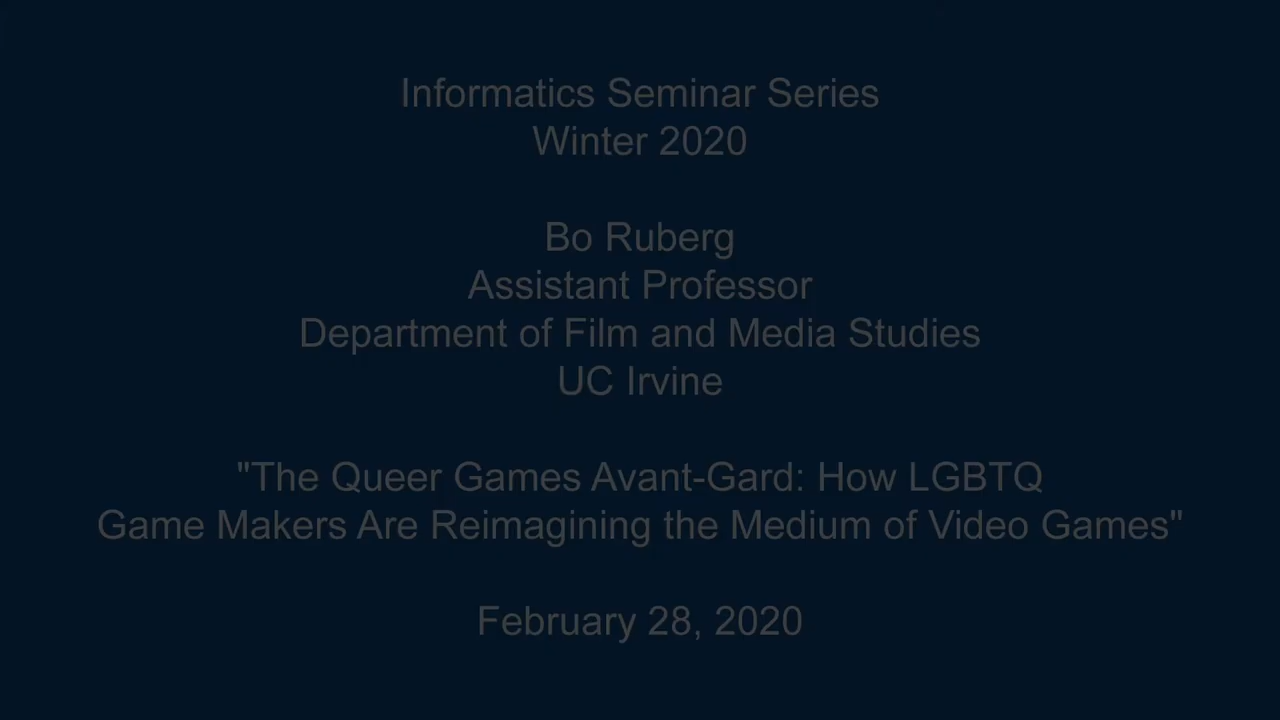 Informatics Seminar Series
Winter 2020
Bo Ruberg
Assistant Professor
Department of Film and Media Studies
UC Irvine
"The Queer Games Avant-Gard: How LGBTQ
Game Makers Are Reimagining the Medium of Video Games"
February 28, 2020